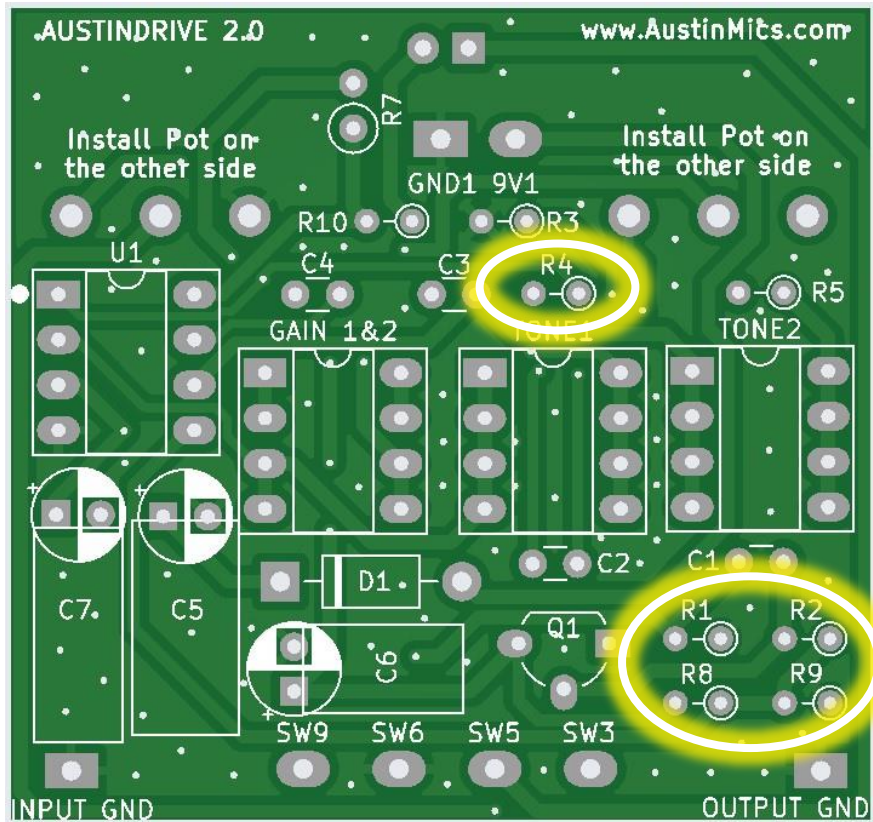 AUSTINDRIVE 2.0
www.AustinMits.com
R7
Install Pot on
the other side
Install Pot on
the other side
GND1 9V1
R10
R3
U1
C4
C3
R4
R5
GAIN 1&2
TONE1
TONE2
+
+
D1
C2
C1
C7
C5
C6
Q1
R1
R2
R8
R9
+
SW9
SW6
SW5
SW3
INPUT GND
OUTPUT GND